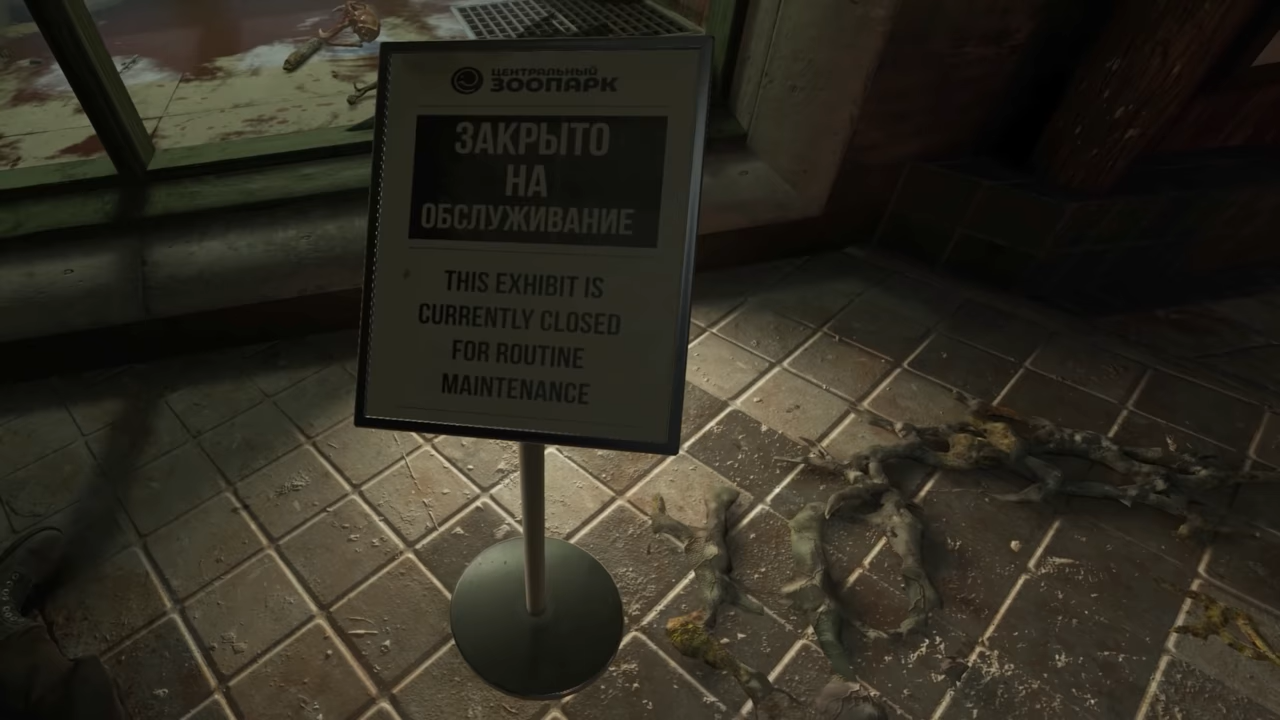 ЦЕНТРАЛЬНЫЙ
ЗООПАРК
ЗАКРЫТО
НА
ОБСЛУЖИВАНИЕ
THIS EXHIBIT IS
CURRENTLY CLOSED
FOR ROUTINE
MAINTENANCE